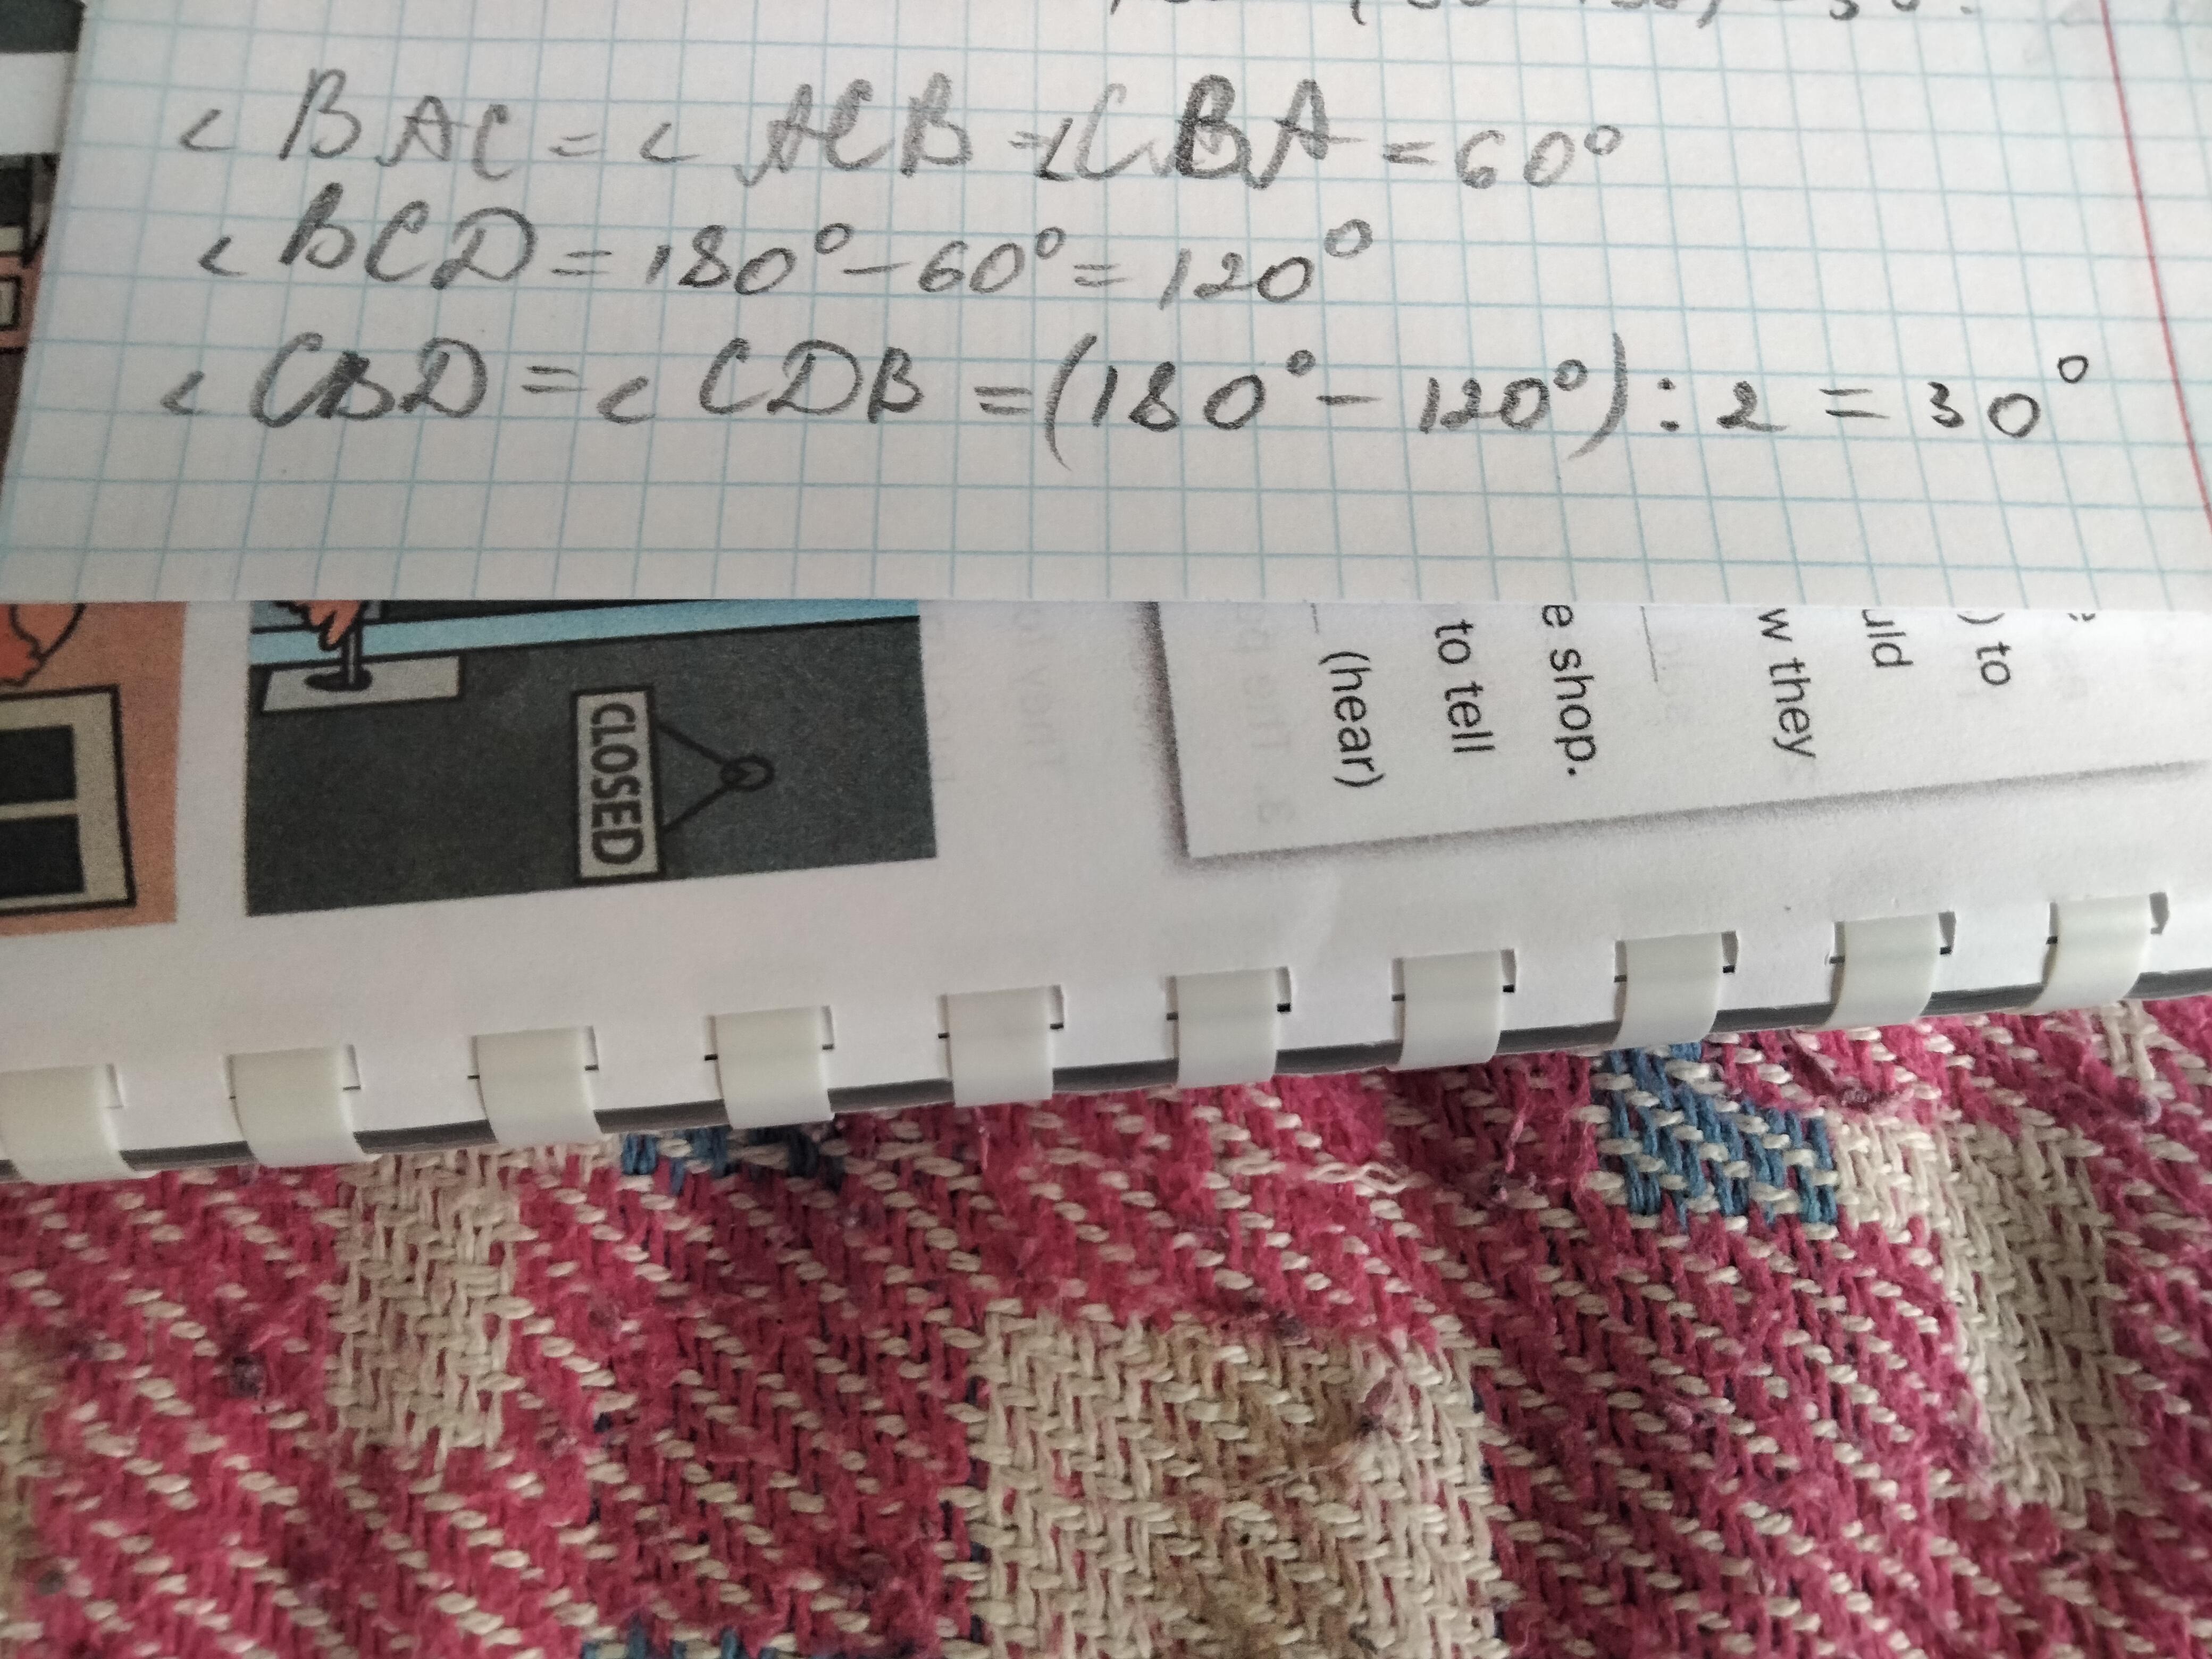 < BAC = < ACB = <CBA = 60°
< BCD = 180° - 60° = 120°
< CBD = < CDB = (180° - 120°) : 2 = 30°
CLOSED
(hear)
to tell
e shop.
w they
uld
) to